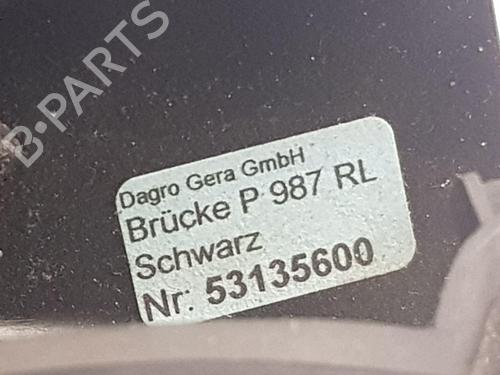 B-PARTS
Dagro Gera GmbH
Brücke P 987 RL
Schwarz
Nr: 53135600